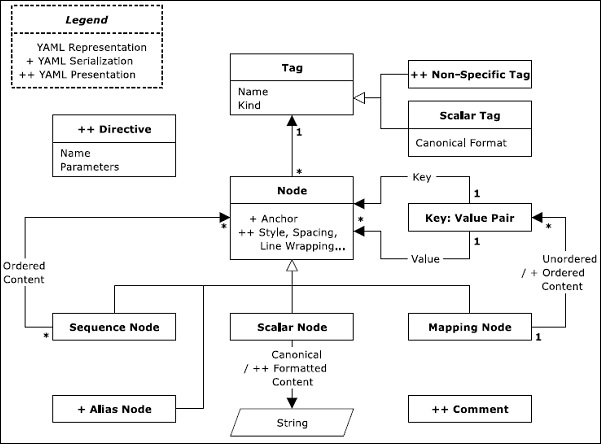 Legend
YAML Representation
+ YAML Serialization
++ YAML Presentation
Tag
Name
Kind
++ Non-Specific Tag
Scalar Tag
Canonical Format
++ Directive
Name
Parameters
1
*
Node
+ Anchor
++ Style, Spacing,
Line Wrapping...
Key
1
*
Key: Value Pair
1
Value
*
*
Ordered
Content
Unordered
/ + Ordered
Content
*
Sequence Node
Scalar Node
Mapping Node
1
Canonical
/ ++ Formatted
Content
+ Alias Node
String
++ Comment